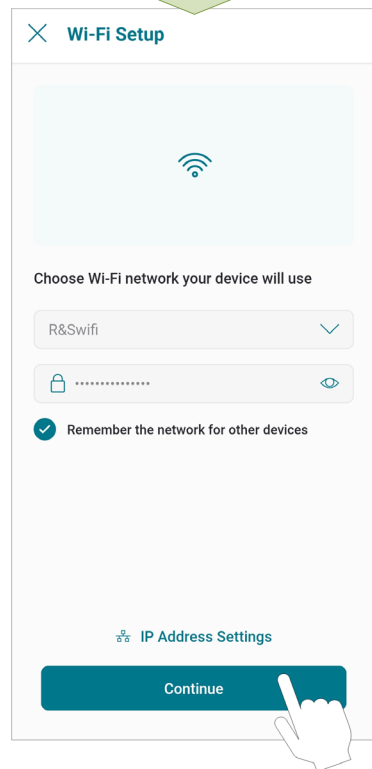 Wi-Fi Setup
Choose Wi-Fi network your device will use
R&Swifi
•••••••••••••••
Remember the network for other devices
IP Address Settings
Continue